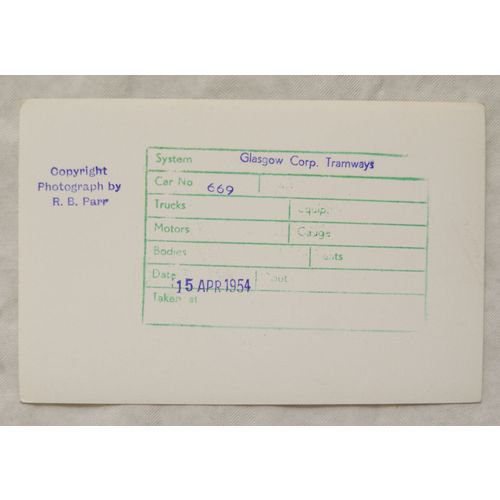 Copyright
Photograph by
R. B. Parr
System Glasgow Corp. Tramways
Car No 669
Trucks
Motors Gauge
Bodies
Date 15 APR 1954
Taken at